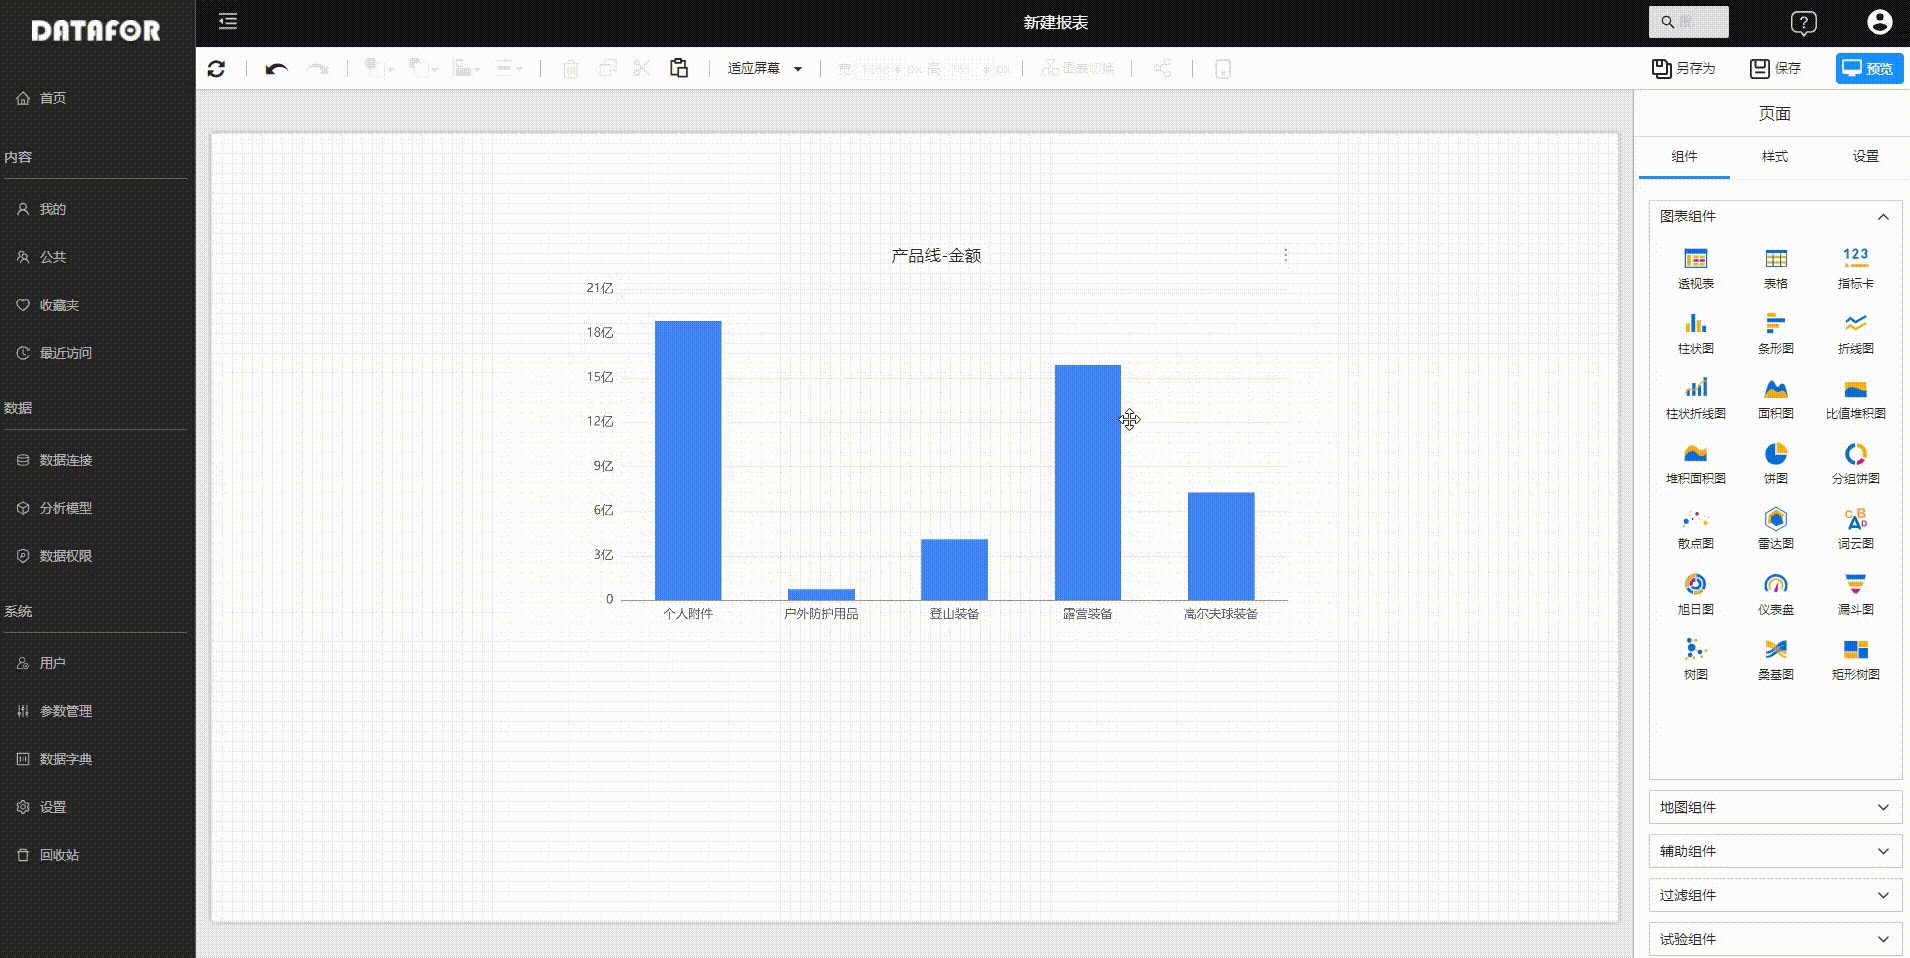 DATAFOR
新建报表
搜
?
适应屏幕
宽
px
高
px
图表切换
另存为
保存
预览
首页
内容
我的
公共
收藏夹
最近访问
数据
数据连接
分析模型
数据权限
系统
用户
参数管理
数据字典
设置
回收站
产品线-金额
21亿
18亿
15亿
12亿
9亿
6亿
3亿
0
个人附件
户外防护用品
登山装备
露营装备
高尔夫球装备
页面
组件
样式
设置
图表组件
123
透视表
表格
指标卡
柱状图
条形图
折线图
柱状折线图
面积图
比值堆积图
堆积面积图
饼图
分组饼图
散点图
雷达图
词云图
旭日图
仪表盘
漏斗图
树图
桑基图
矩形树图
地图组件
辅助组件
过滤组件
试验组件